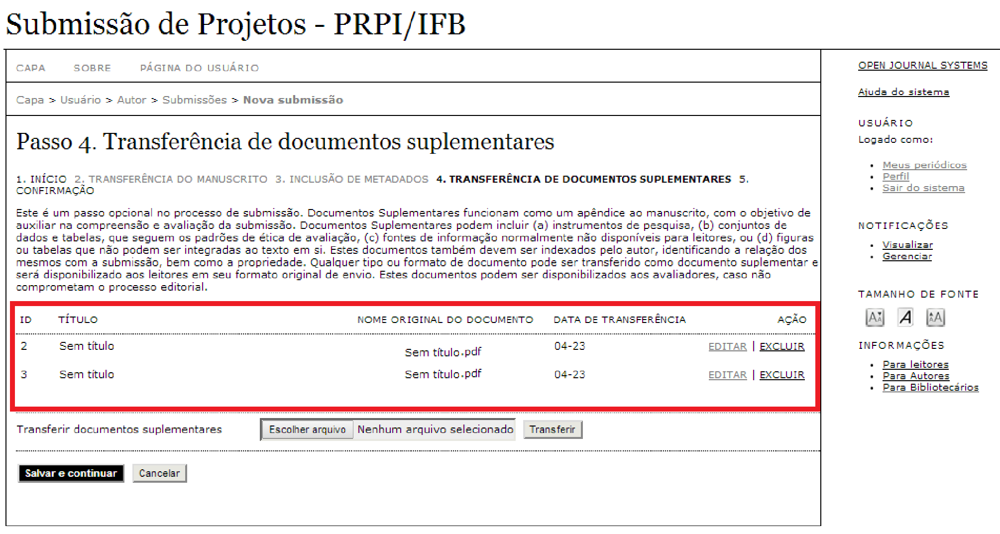 Submissão de Projetos - PRPI/IFB
CAPA SOBRE PÁGINA DO USUÁRIO
Capa > Usuário > Autor > Submissões > Nova submissão
Passo 4. Transferência de documentos suplementares
1. INÍCIO 2. TRANSFERÊNCIA DO MANUSCRITO 3. INCLUSÃO DE METADADOS 4. TRANSFERÊNCIA DE DOCUMENTOS SUPLEMENTARES 5.
CONFIRMAÇÃO
Este é um passo opcional no processo de submissão. Documentos Suplementares funcionam como um apêndice ao manuscrito, com o objetivo de
auxiliar na compreensão e avaliação da submissão. Documentos Suplementares podem incluir (a) instrumentos de pesquisa, (b) conjuntos de
dados e tabelas, que seguem os padrões de ética de avaliação, (c) fontes de informação normalmente não disponíveis para leitores, ou (d) figuras
ou tabelas que não podem ser integradas ao texto em si. Estes documentos também devem ser indexados pelo autor, identificando a relação dos
mesmos com a submissão, bem como a propriedade. Qualquer tipo ou formato de documento pode ser transferido como documento suplementar e
será disponibilizado aos leitores em seu formato original de envio. Estes documentos podem ser disponibilizados aos avaliadores, caso não
comprometam o processo editorial.
ID TÍTULO NOME ORIGINAL DO DOCUMENTO DATA DE TRANSFERÊNCIA AÇÃO
2 Sem título Sem título.pdf 04-23 EDITAR | EXCLUIR
3 Sem título Sem título.pdf 04-23 EDITAR | EXCLUIR
Transferir documentos suplementares Escolher arquivo Nenhum arquivo selecionado Transferir
Salvar e continuar Cancelar
OPEN JOURNAL SYSTEMS
Ajuda do sistema
USUÁRIO
Logado como:
Meus periódicos
Perfil
Sair do sistema
NOTIFICAÇÕES
Visualizar
Gerenciar
TAMANHO DE FONTE
A A A
INFORMAÇÕES
Para leitores
Para Autores
Para Bibliotecários